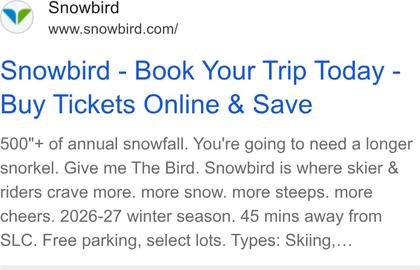 Snowbird
www.snowbird.com/
Snowbird - Book Your Trip Today -
Buy Tickets Online & Save
500"+ of annual snowfall. You're going to need a longer
snorkel. Give me The Bird. Snowbird is where skier &
riders crave more. more snow. more steeps. more
cheers. 2026-27 winter season. 45 mins away from
SLC. Free parking, select lots. Types: Skiing,…